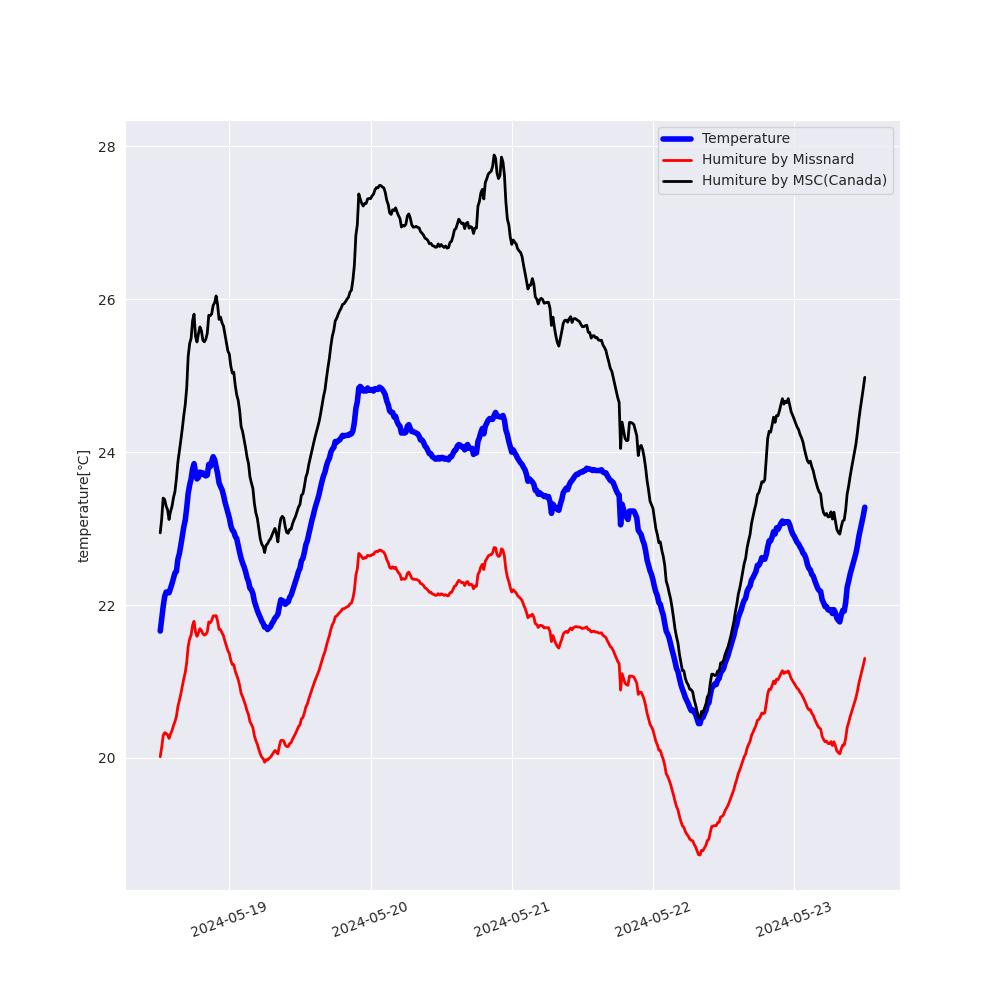 28
26
24
22
20
temperature[℃]
Temperature
Humiture by Missnard
Humiture by MSC(Canada)
2024-05-19
2024-05-20
2024-05-21
2024-05-22
2024-05-23